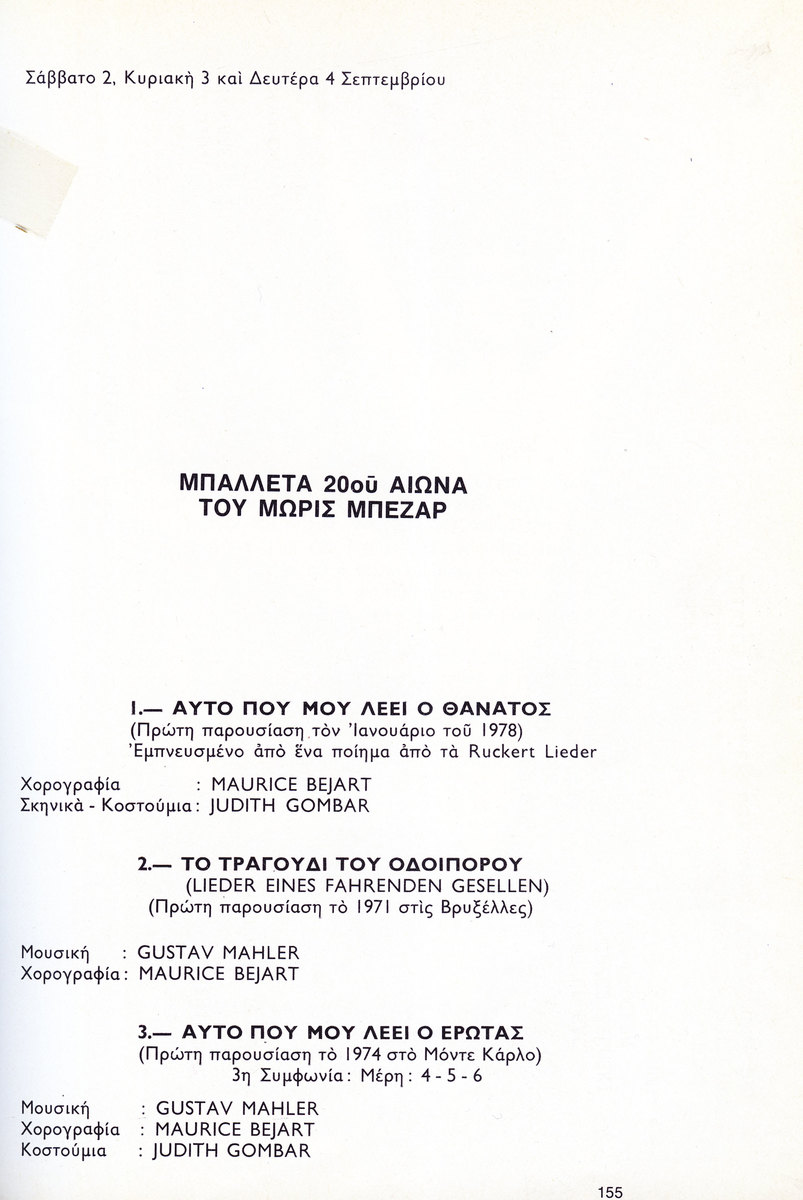 Σάββατο 2, Κυριακὴ 3 καὶ Δευτέρα 4 Σεπτεμβρίου
ΜΠΑΛΛΕΤΑ 20οῦ ΑΙΩΝΑ
ΤΟΥ ΜΩΡΙΣ ΜΠΕΖΑΡ
1.— ΑΥΤΟ ΠΟΥ ΜΟΥ ΛΕΕΙ Ο ΘΑΝΑΤΟΣ
(Πρώτη παρουσίαση τὸν Ἰανουάριο τοῦ 1978)
Ἐμπνευσμένο ἀπὸ ἕνα ποίημα ἀπὸ τὰ Ruckert Lieder
Χορογραφία : MAURICE BEJART
Σκηνικὰ - Κοστούμια : JUDITH GOMBAR
2.— ΤΟ ΤΡΑΓΟΥΔΙ ΤΟΥ ΟΔΟΙΠΟΡΟΥ
(LIEDER EINES FAHRENDEN GESELLEN)
(Πρώτη παρουσίαση τὸ 1971 στὶς Βρυξέλλες)
Μουσική : GUSTAV MAHLER
Χορογραφία : MAURICE BEJART
3.— ΑΥΤΟ ΠΟΥ ΜΟΥ ΛΕΕΙ Ο ΕΡΩΤΑΣ
(Πρώτη παρουσίαση τὸ 1974 στὸ Μόντε Κάρλο)
3η Συμφωνία : Μέρη : 4 - 5 - 6
Μουσική : GUSTAV MAHLER
Χορογραφία : MAURICE BEJART
Κοστούμια : JUDITH GOMBAR
155